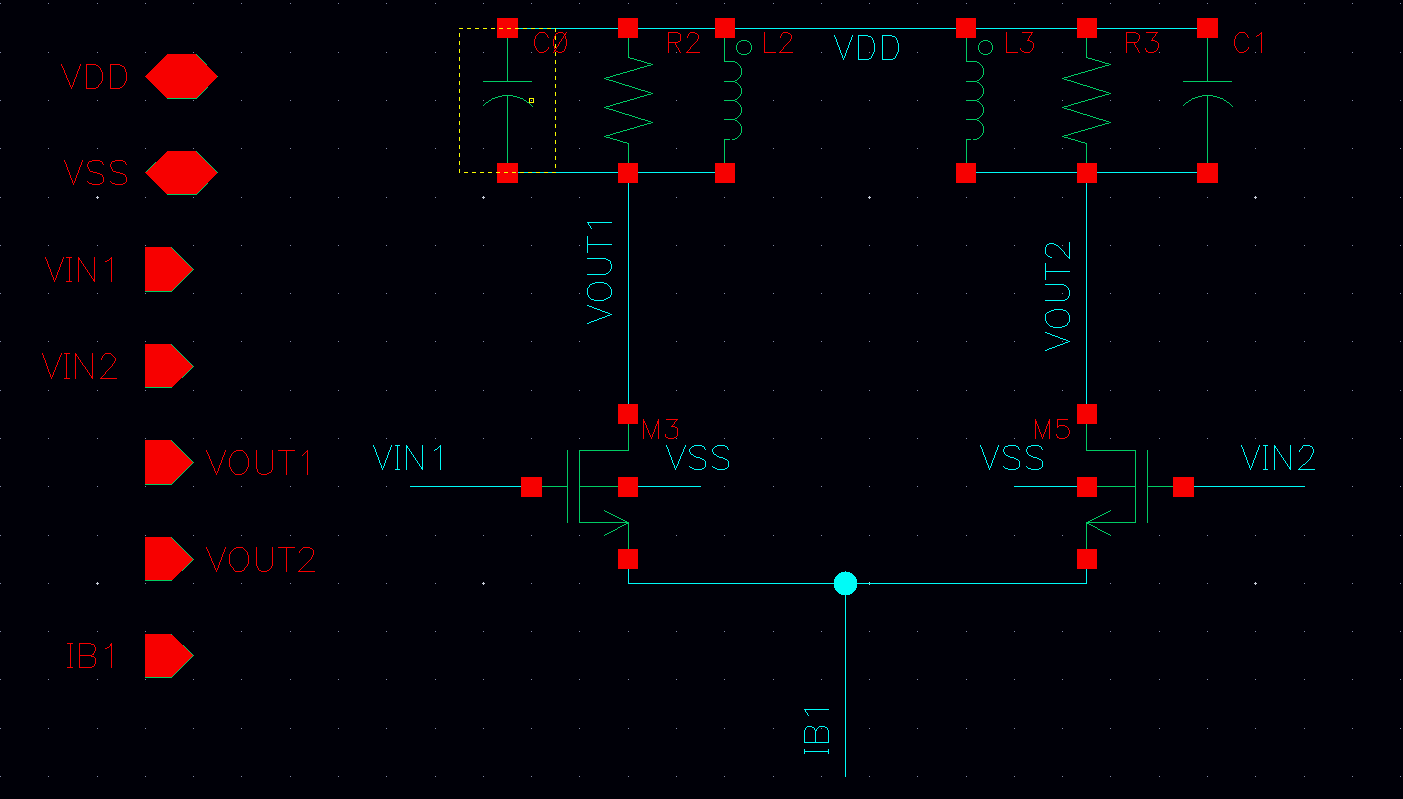 VDD
VSS
VIN1
VIN2
VOUT1
VOUT2
IB1
C0
R2
L2
VDD
L3
R3
C1
VOUT1
VOUT2
M3
M5
VIN1
VSS
VSS
VIN2
IB1